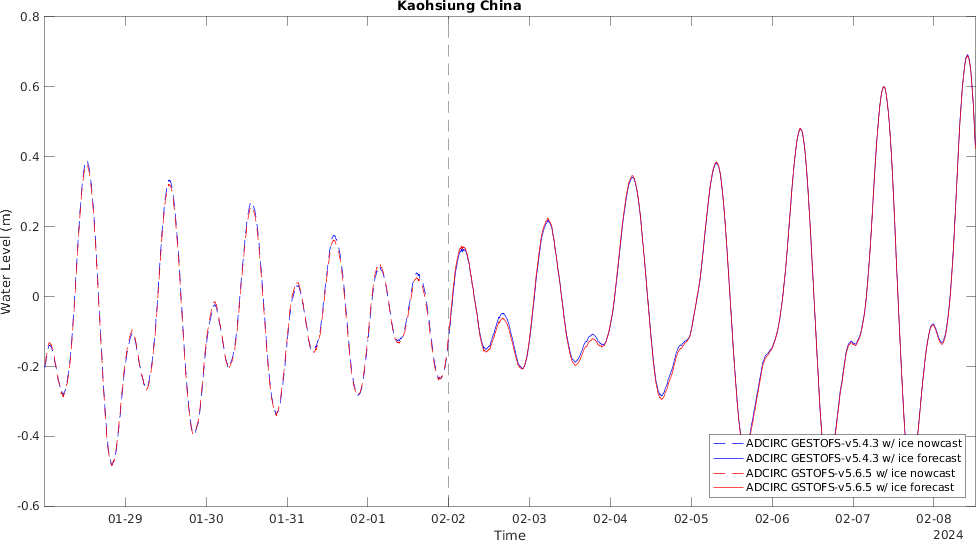 Kaohsiung China
0.8
0.6
0.4
0.2
0
-0.2
-0.4
-0.6
Water Level (m)
ADCIRC GESTOFS-v5.4.3 w/ ice nowcast
ADCIRC GESTOFS-v5.4.3 w/ ice forecast
ADCIRC GSTOFS-v5.6.5 w/ ice nowcast
ADCIRC GSTOFS-v5.6.5 w/ ice forecast
01-29 01-30 01-31 02-01 02-02 02-03 02-04 02-05 02-06 02-07 02-08
Time
2024